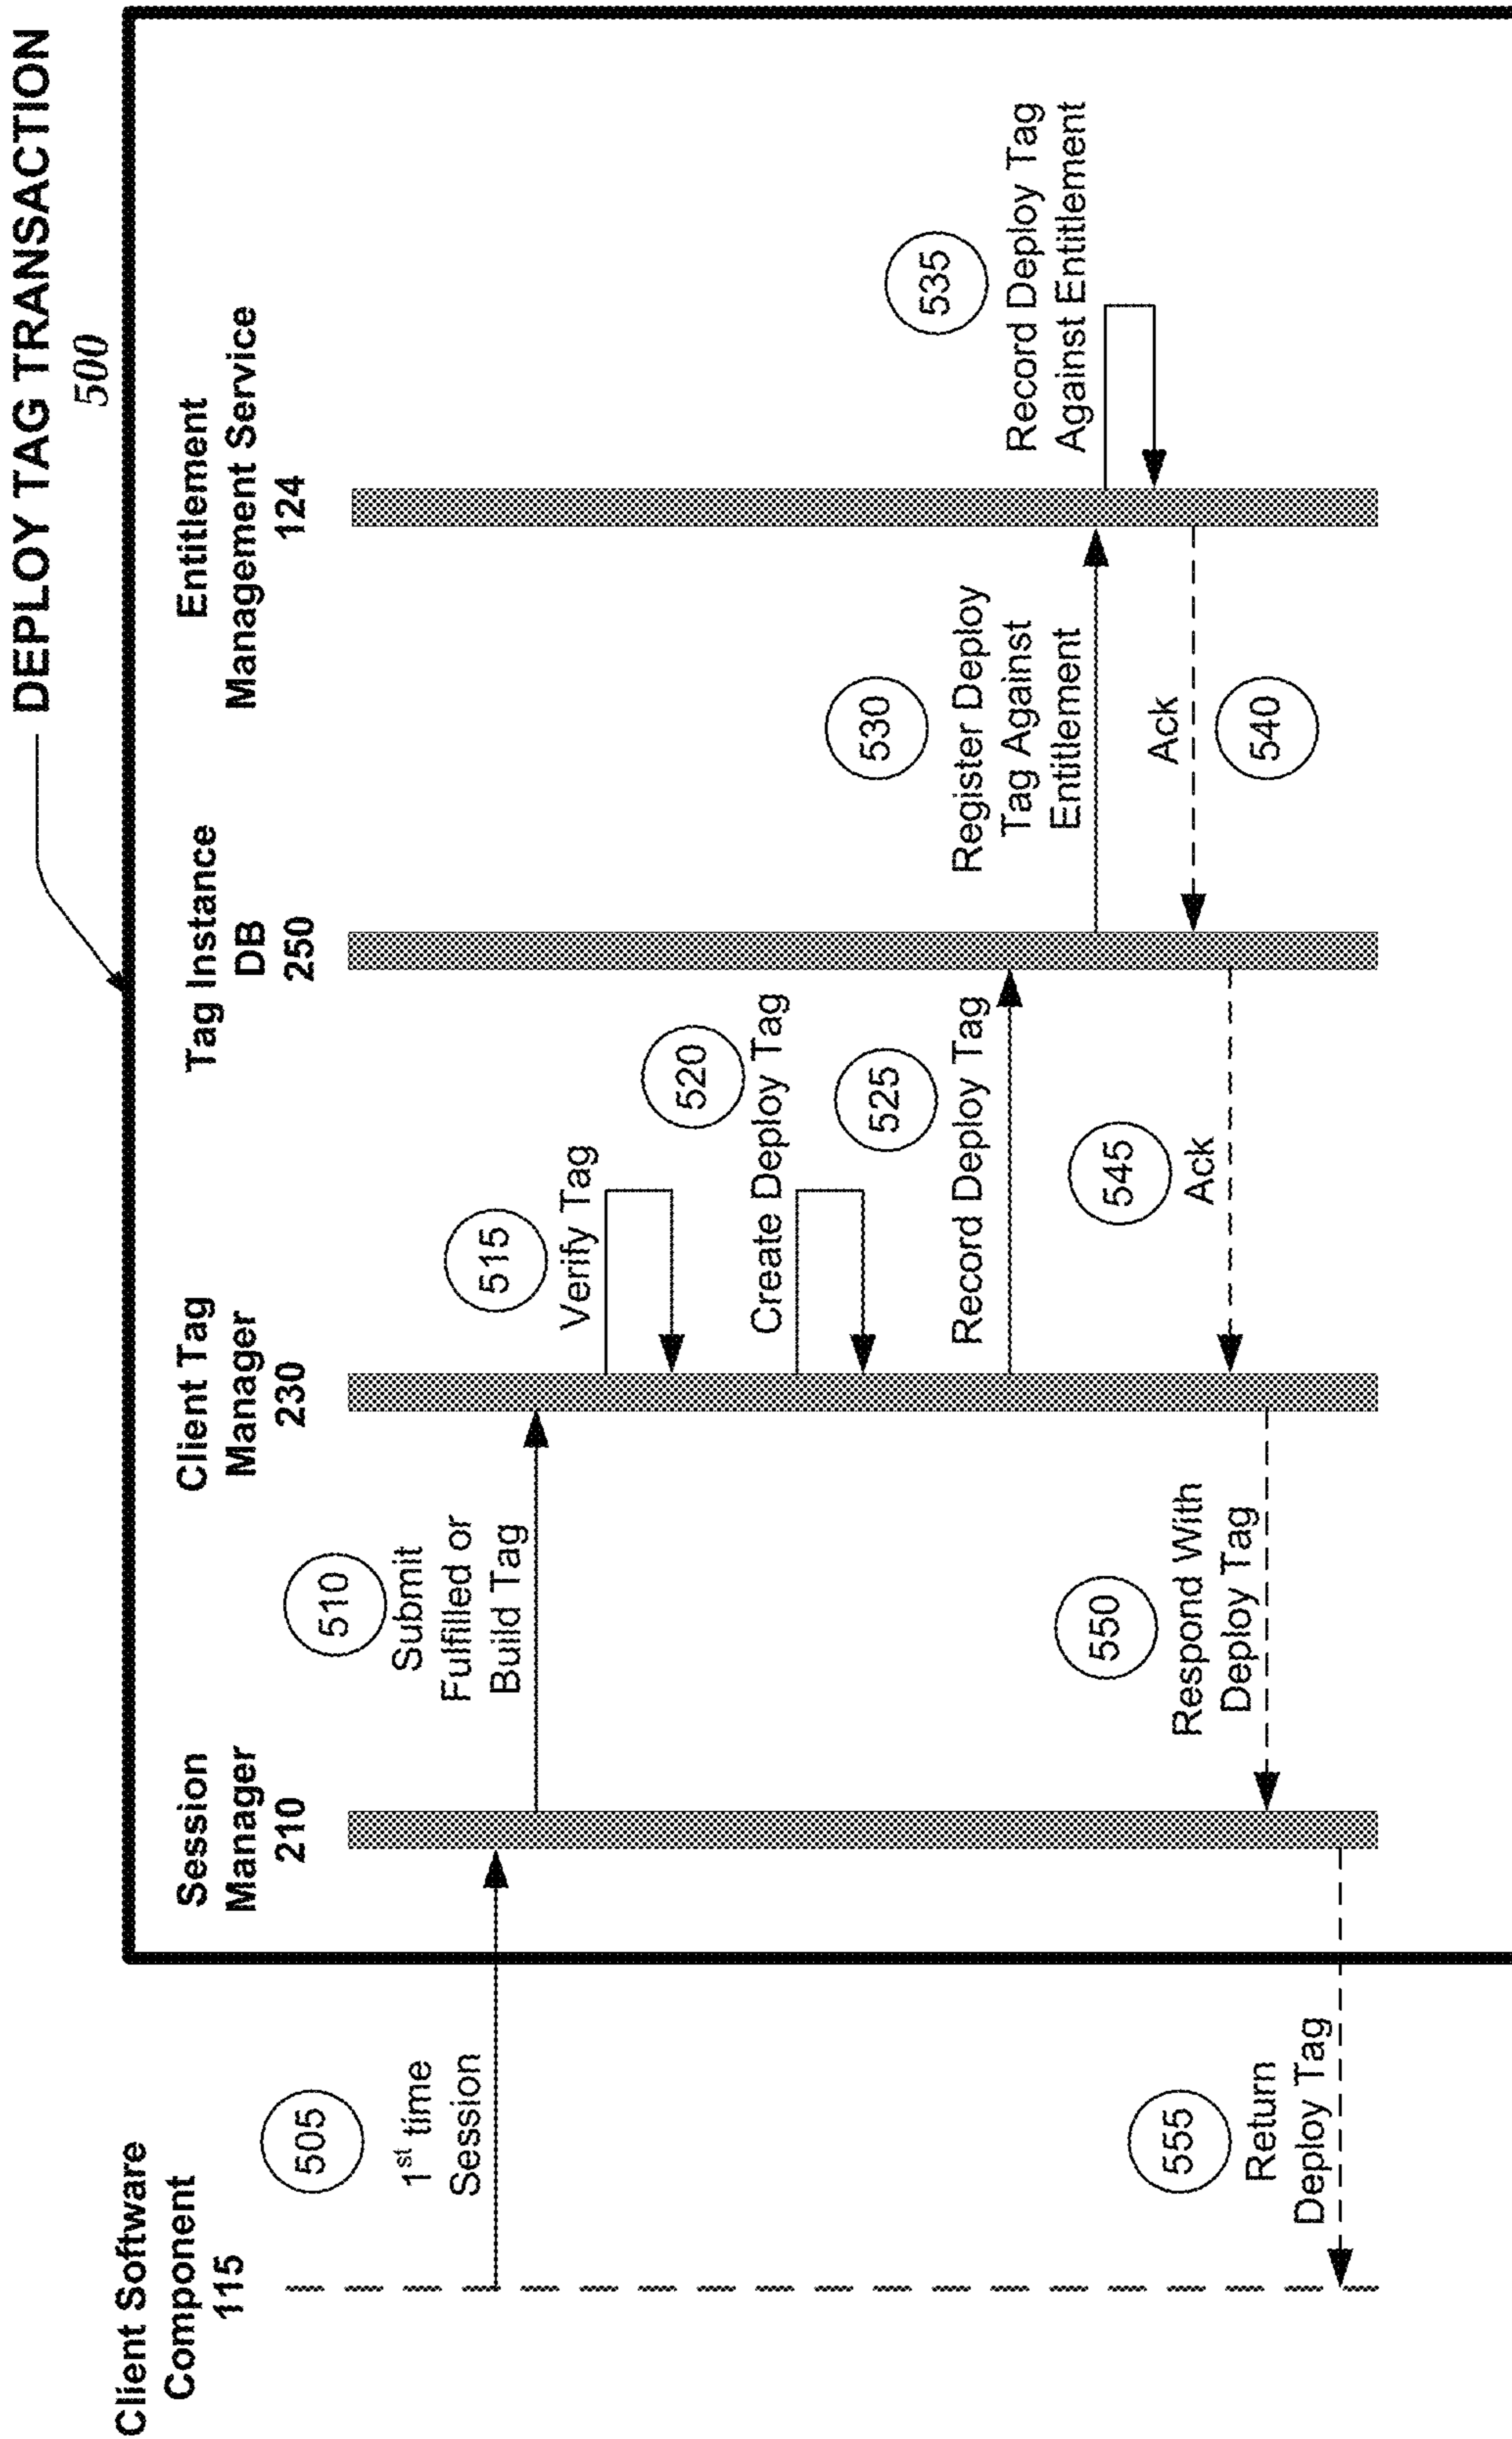 DEPLOY TAG TRANSACTION
500
Client Software
Component
115
Session
Manager
210
Client Tag
Manager
230
Tag Instance
DB
250
Entitlement
Management Service
124
505
1st time
Session
510
Submit
Fulfilled or
Build Tag
515
Verify Tag
520
Create Deploy Tag
525
Record Deploy Tag
530
Register Deploy
Tag Against
Entitlement
535
Record Deploy Tag
Against Entitlement
Ack
540
545
Ack
550
Respond With
Deploy Tag
555
Return
Deploy Tag